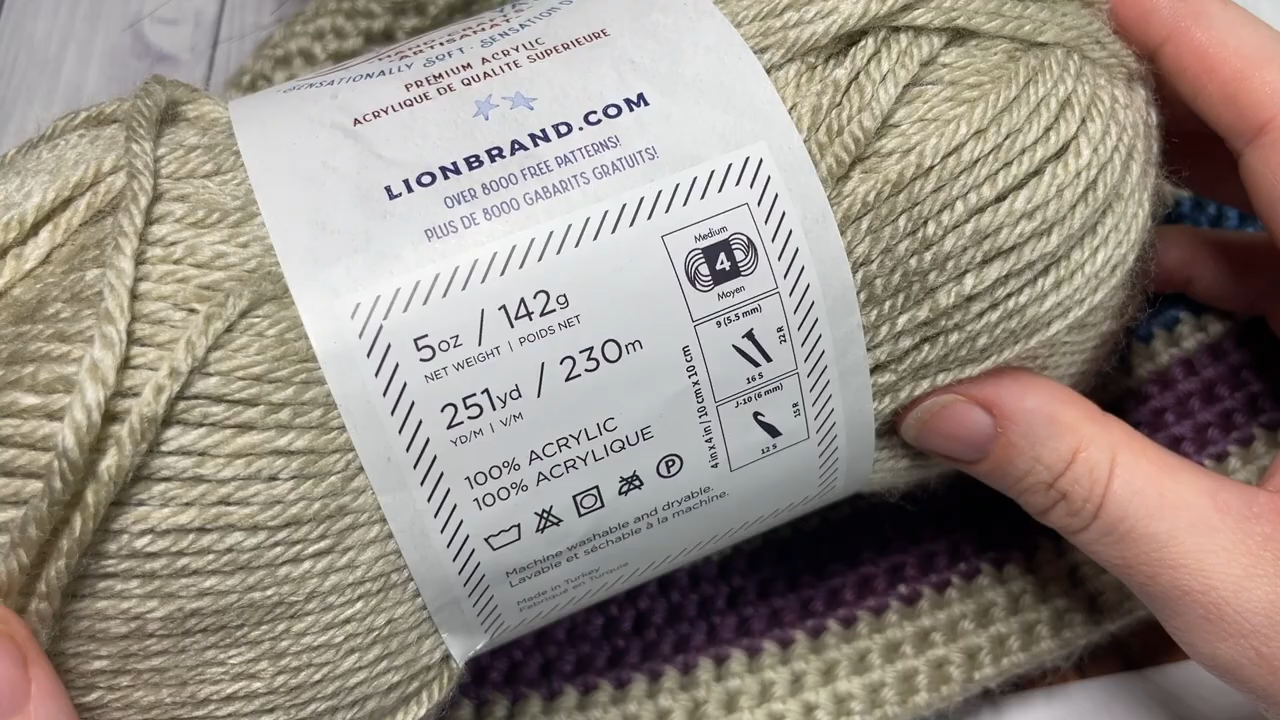 ARTISANAT
SENSATIONALLY SOFT · SENSATION
PREMIUM ACRYLIC
ACRYLIQUE DE QUALITE SUPERIEURE
LIONBRAND.COM
OVER 8000 FREE PATTERNS!
PLUS DE 8000 GABARITS GRATUITS!
5oz / 142g
NET WEIGHT | POIDS NET
251yd / 230m
YD/M | V/M
100% ACRYLIC
100% ACRYLIQUE
P
Machine washable and dryable.
Lavable et séchable à la machine.
Made in Turkey
Fabriqué en Turquie
Medium
4
Moyen
4 in x 4 in / 10 cm x 10 cm
9 (5.5 mm)
22 R
16 S
J-10 (6 mm)
15 R
12 S